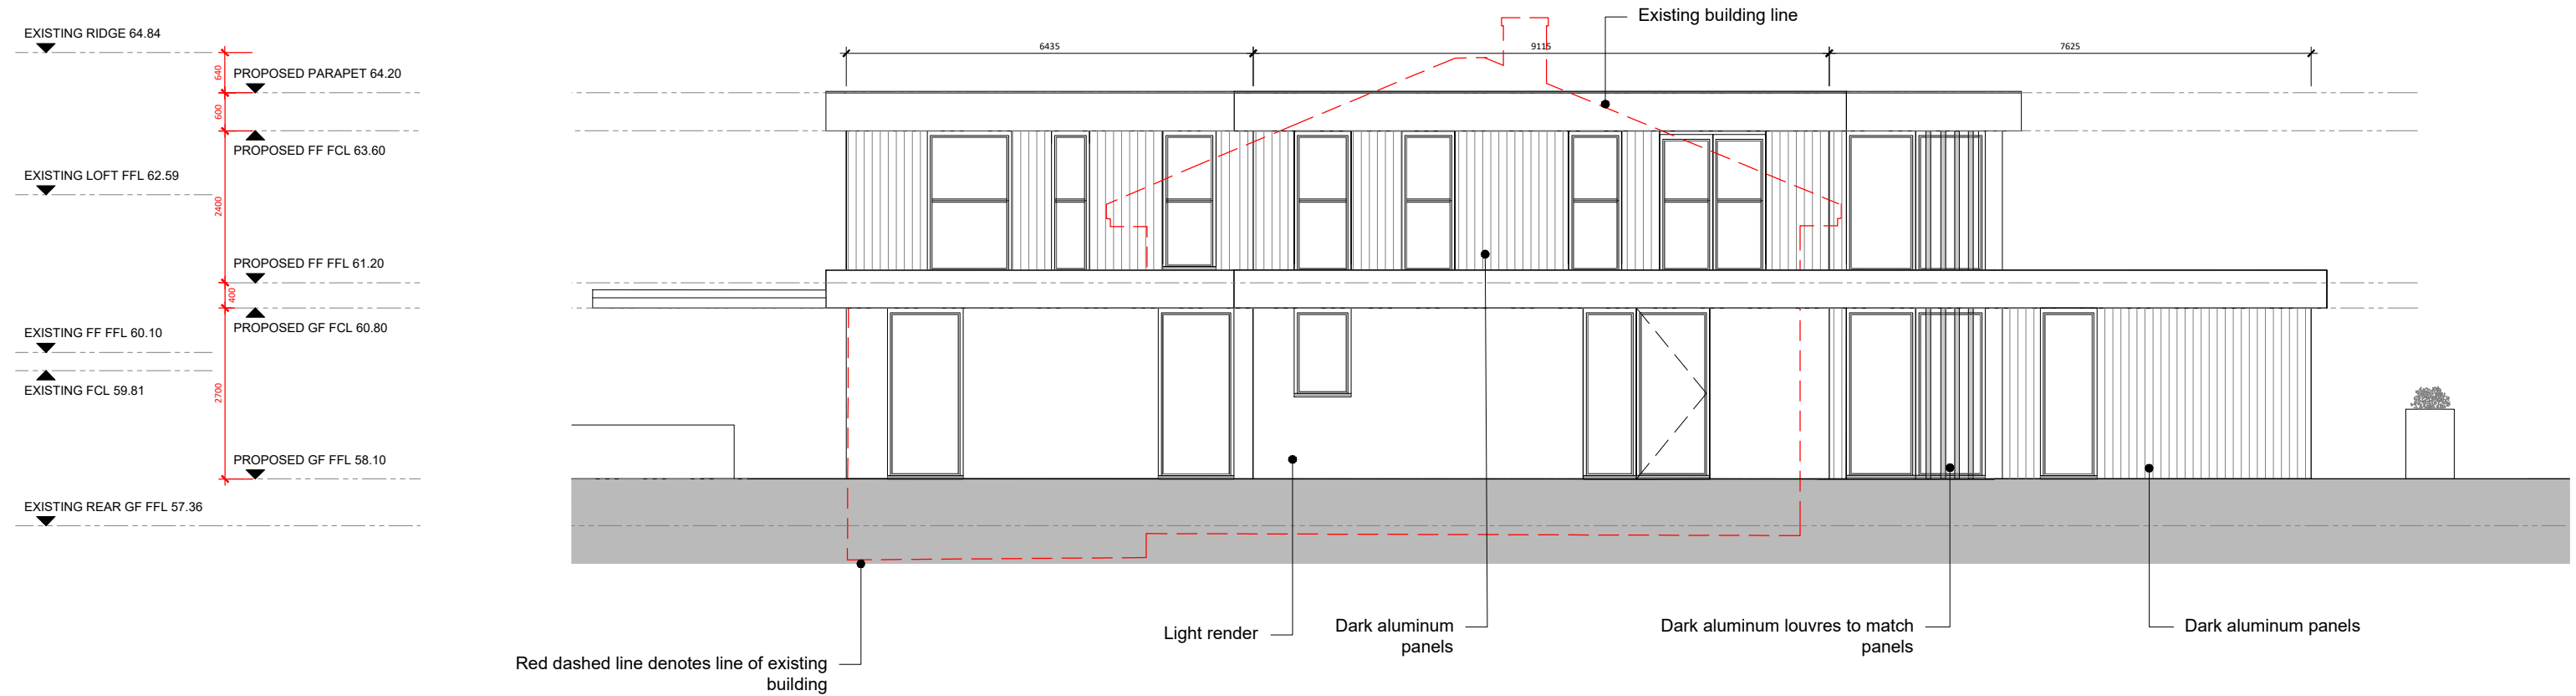 Existing building line
EXISTING RIDGE 64.84
6435
9115
7625
640
PROPOSED PARAPET 64.20
600
PROPOSED FF FCL 63.60
EXISTING LOFT FFL 62.59
2400
PROPOSED FF FFL 61.20
400
PROPOSED GF FCL 60.80
EXISTING FF FFL 60.10
EXISTING FCL 59.81
2700
PROPOSED GF FFL 58.10
EXISTING REAR GF FFL 57.36
Light render
Dark aluminum
panels
Dark aluminum louvres to match
panels
Dark aluminum panels
Red dashed line denotes line of existing
building